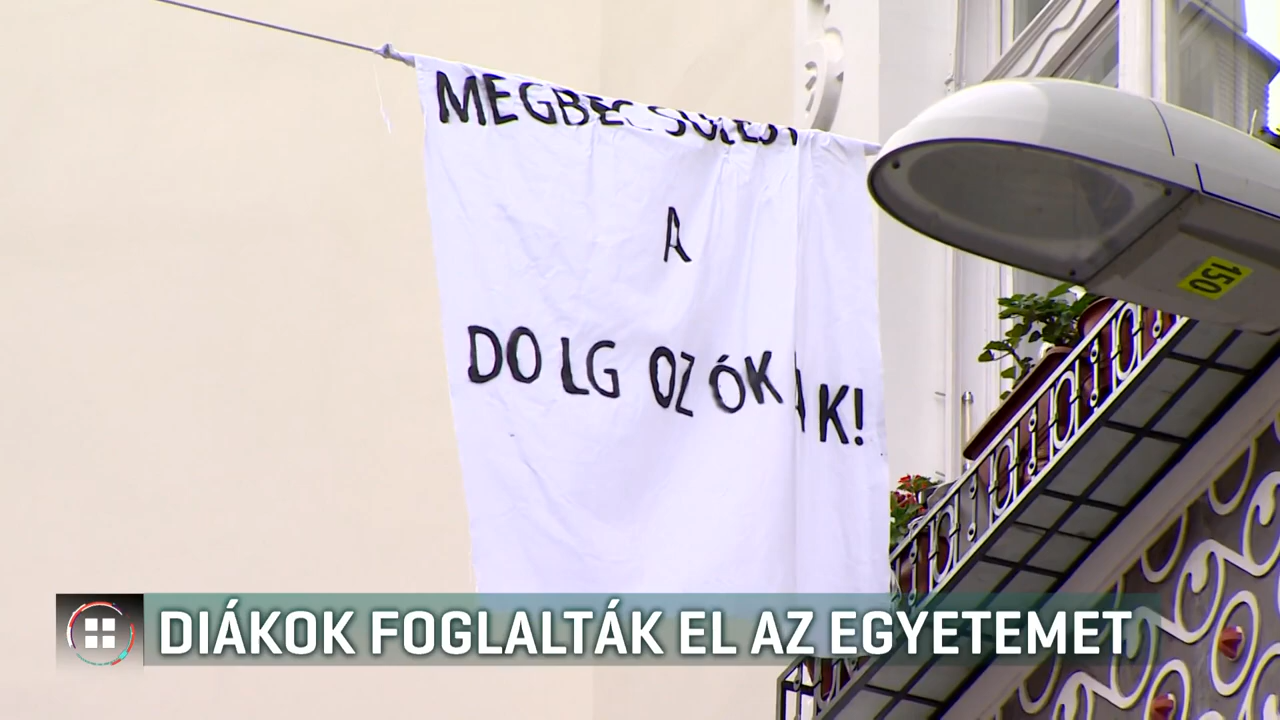 MEGBECSÜLÉST
A
DOLGOZÓKNAK!
150
DIÁKOK FOGLALTÁK EL AZ EGYETEMET